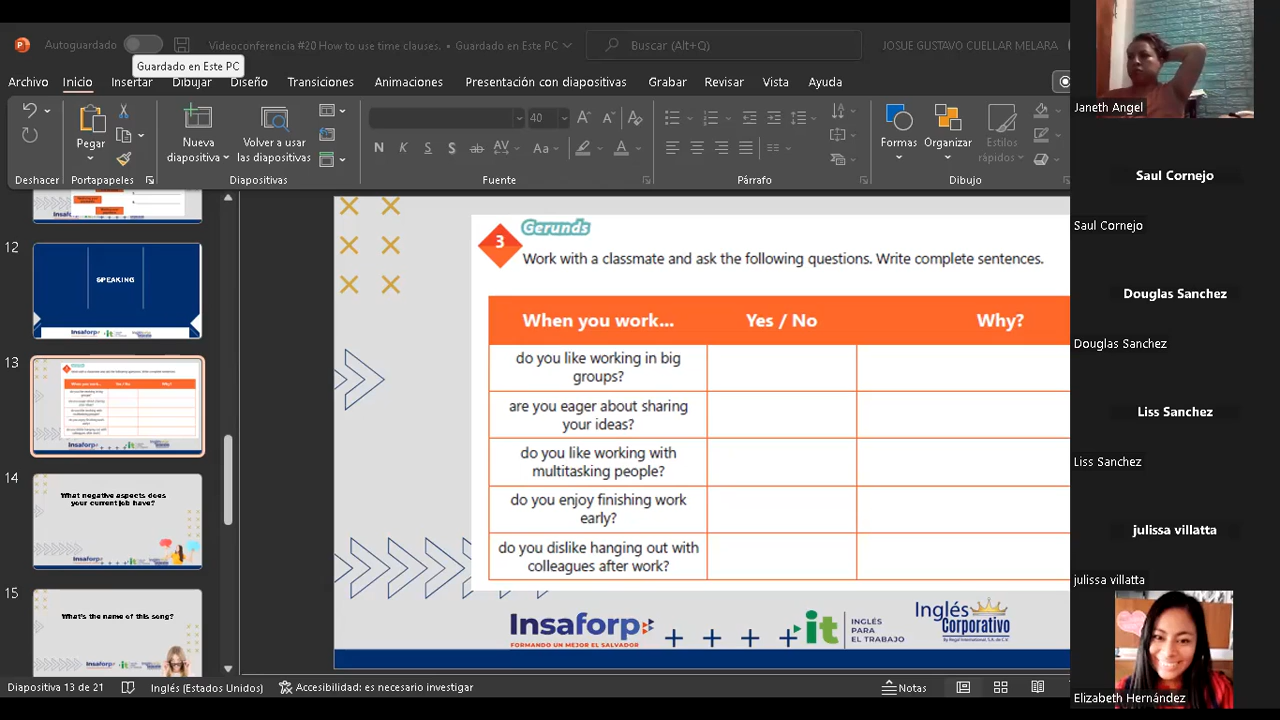 Autoguardado
Videoconferencia #20 How to use time clauses. • Guardado en Este PC
Buscar (Alt+Q)
JOSUE GUSTAVO CUELLAR MELARA
Guardado en Este PC
Archivo Inicio Insertar Dibujar Diseño Transiciones Animaciones Presentación con diapositivas Grabar Revisar Vista Ayuda
Pegar
Nueva diapositiva
Volver a usar las diapositivas
40
Formas
Organizar
Estilos rápidos
Deshacer Portapapeles Diapositivas Fuente Párrafo Dibujo
12
SPEAKING
13
14
What negative aspects does
your current job have?
15
What's the name of this song?
3
Gerunds
Work with a classmate and ask the following questions. Write complete sentences.
When you work... Yes / No Why?
do you like working in big
groups?
are you eager about sharing
your ideas?
do you like working with
multitasking people?
do you enjoy finishing work
early?
do you dislike hanging out with
colleagues after work?
Insaforp
FORMANDO UN MEJOR EL SALVADOR
it
INGLÉS
PARA
EL TRABAJO
Inglés
Corporativo
Diapositiva 13 de 21
Inglés (Estados Unidos)
Accesibilidad: es necesario investigar
Notas
Janeth Angel
Saul Cornejo
Saul Cornejo
Douglas Sanchez
Douglas Sanchez
Liss Sanchez
Liss Sanchez
julissa villatta
julissa villatta
Elizabeth Hernández